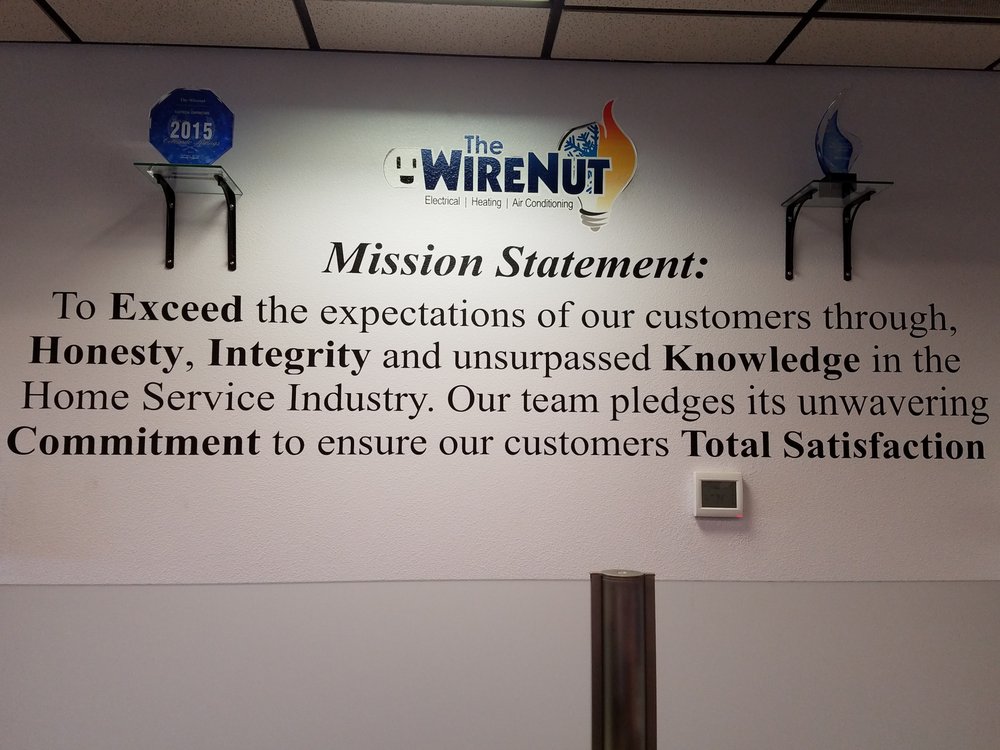 The Wirenut
2015
The
WIRENUT
Electrical | Heating | Air Conditioning
Mission Statement:
To Exceed the expectations of our customers through,
Honesty, Integrity and unsurpassed Knowledge in the
Home Service Industry. Our team pledges its unwavering
Commitment to ensure our customers Total Satisfaction